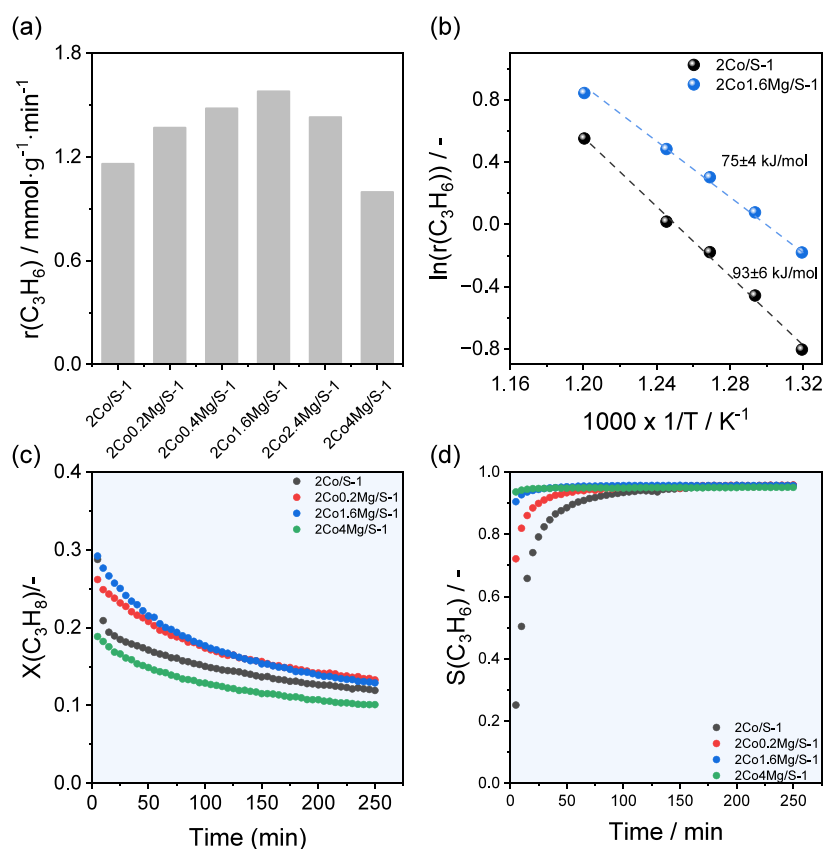 (a)
r(C₃H₆) / mmol·g⁻¹·min⁻¹
1.8
1.2
0.6
0.0
2Co/S-1
2Co0.2Mg/S-1
2Co0.4Mg/S-1
2Co1.6Mg/S-1
2Co2.4Mg/S-1
2Co4Mg/S-1
(b)
ln(r(C₃H₆)) / -
0.8
0.4
0.0
−0.4
−0.8
2Co/S-1
2Co1.6Mg/S-1
75±4 kJ/mol
93±6 kJ/mol
1.16 1.20 1.24 1.28 1.32
1000 x 1/T / K⁻¹
(c)
X(C₃H₈)/-
0.4
0.3
0.2
0.1
0.0
2Co/S-1
2Co0.2Mg/S-1
2Co1.6Mg/S-1
2Co4Mg/S-1
0 50 100 150 200 250
Time (min)
(d)
S(C₃H₆) / -
1.0
0.8
0.6
0.4
0.2
0.0
2Co/S-1
2Co0.2Mg/S-1
2Co1.6Mg/S-1
2Co4Mg/S-1
0 50 100 150 200 250
Time / min